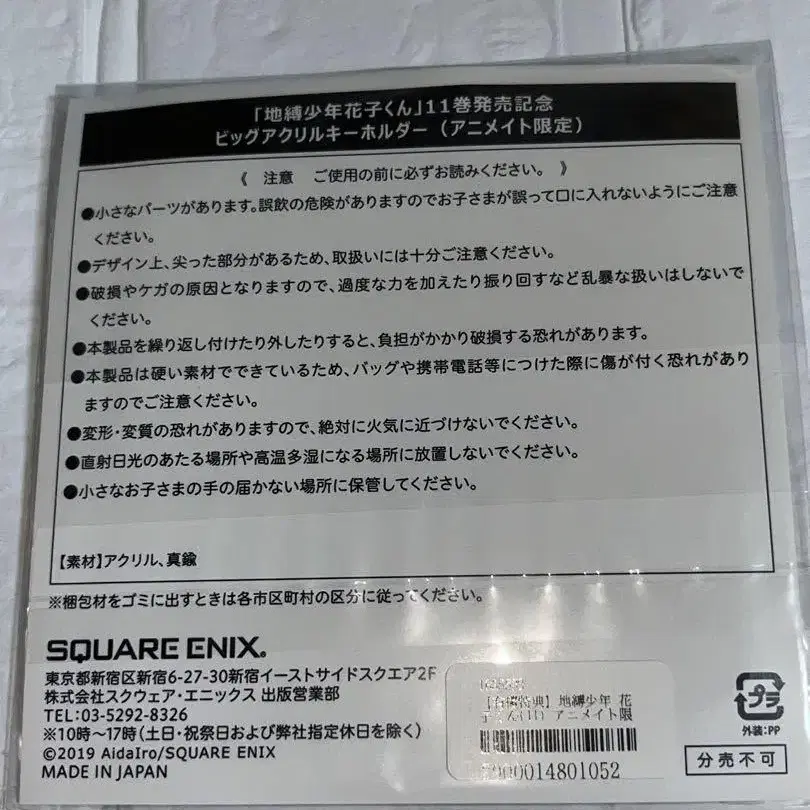 「地縛少年花子くん」11巻発売記念
ビッグアクリルキーホルダー（アニメイト限定）
《 注意 ご使用の前に必ずお読みください。 》
●小さなパーツがあります。誤飲の危険がありますのでお子さまが誤って口に入れないようにご注意
ください。
●デザイン上、尖った部分があるため、取扱いには十分ご注意ください。
●破損やケガの原因となりますので、過度な力を加えたり振り回すなど乱暴な扱いはしないで
ください。
●本製品を繰り返し付けたり外したりすると、負担がかかり破損する恐れがあります。
●本製品は硬い素材でできているため、バッグや携帯電話等につけた際に傷が付く恐れがあり
ますのでご注意ください。
●変形・変質の恐れがありますので、絶対に火気に近づけないでください。
●直射日光のあたる場所や高温多湿になる場所に放置しないでください。
●小さなお子さまの手の届かない場所に保管してください。
【素材】アクリル、真鍮
※梱包材をゴミに出すときは各市区町村の区分に従ってください。
SQUARE ENIX®
東京都新宿区新宿6-27-30新宿イーストサイドスクエア2F
株式会社スクウェア・エニックス 出版営業部
TEL:03-5292-8326
※10時～17時（土日・祝祭日および弊社指定休日を除く）
©2019 AidaIro/SQUARE ENIX
MADE IN JAPAN
【有償特典】地縛少年 花
子くん(11) アニメイト限
000014801052
プラ
外装:PP
分売不可